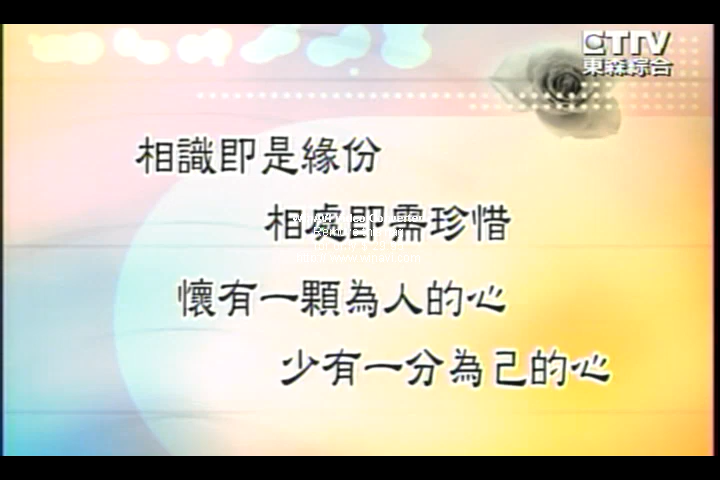 ETTV
東森綜合
相識即是緣份
相處即需珍惜
懷有一顆為人的心
少有一分為己的心